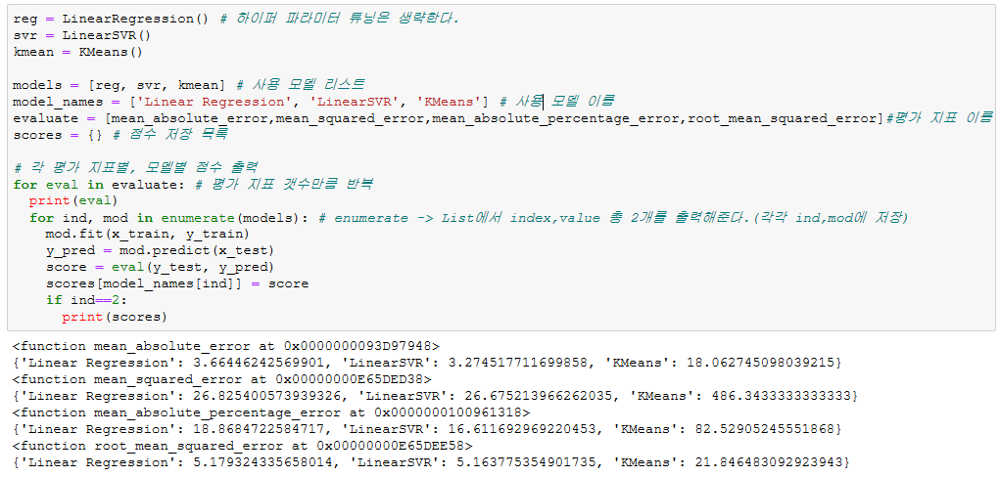 reg = LinearRegression() # 하이퍼 파라미터 튜닝은 생략한다.
svr = LinearSVR()
kmean = KMeans()
models = [reg, svr, kmean] # 사용 모델 리스트
model_names = ['Linear Regression', 'LinearSVR', 'KMeans'] # 사용 모델 이름
evaluate = [mean_absolute_error,mean_squared_error,mean_absolute_percentage_error,root_mean_squared_error]#평가 지표 이름
scores = {} # 점수 저장 목록
# 각 평가 지표별, 모델별 점수 출력
for eval in evaluate: # 평가 지표 갯수만큼 반복
  print(eval)
  for ind, mod in enumerate(models): # enumerate -> List에서 index,value 총 2개를 출력해준다.(각각 ind,mod에 저장)
    mod.fit(x_train, y_train)
    y_pred = mod.predict(x_test)
    score = eval(y_test, y_pred)
    scores[model_names[ind]] = score
    if ind==2:
      print(scores)
<function mean_absolute_error at 0x0000000093D97948>
{'Linear Regression': 3.66446242569901, 'LinearSVR': 3.274517711699858, 'KMeans': 18.062745098039215}
<function mean_squared_error at 0x00000000E65DED38>
{'Linear Regression': 26.825400573939326, 'LinearSVR': 26.675213966262035, 'KMeans': 486.3433333333333}
<function mean_absolute_percentage_error at 0x0000000100961318>
{'Linear Regression': 18.8684722584717, 'LinearSVR': 16.611692969220453, 'KMeans': 82.52905245551868}
<function root_mean_squared_error at 0x00000000E65DEE58>
{'Linear Regression': 5.179324335658014, 'LinearSVR': 5.163775354901735, 'KMeans': 21.846483092923943}